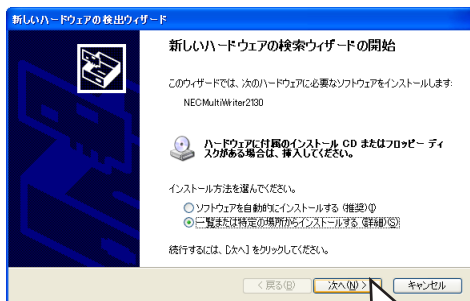 新しいハードウェアの検出ウィザード
新しいハードウェアの検索ウィザードの開始
このウィザードでは、次のハードウェアに必要なソフトウェアをインストールします:
NECMultiWriter2130
ハードウェアに付属のインストール CD またはフロッピー ディ
スクがある場合は、挿入してください。
インストール方法を選んでください。
ソフトウェアを自動的にインストールする (推奨)(I)
一覧または特定の場所からインストールする (詳細)(S)
続行するには、[次へ] をクリックしてください。
< 戻る(B) 次へ(N) > キャンセル